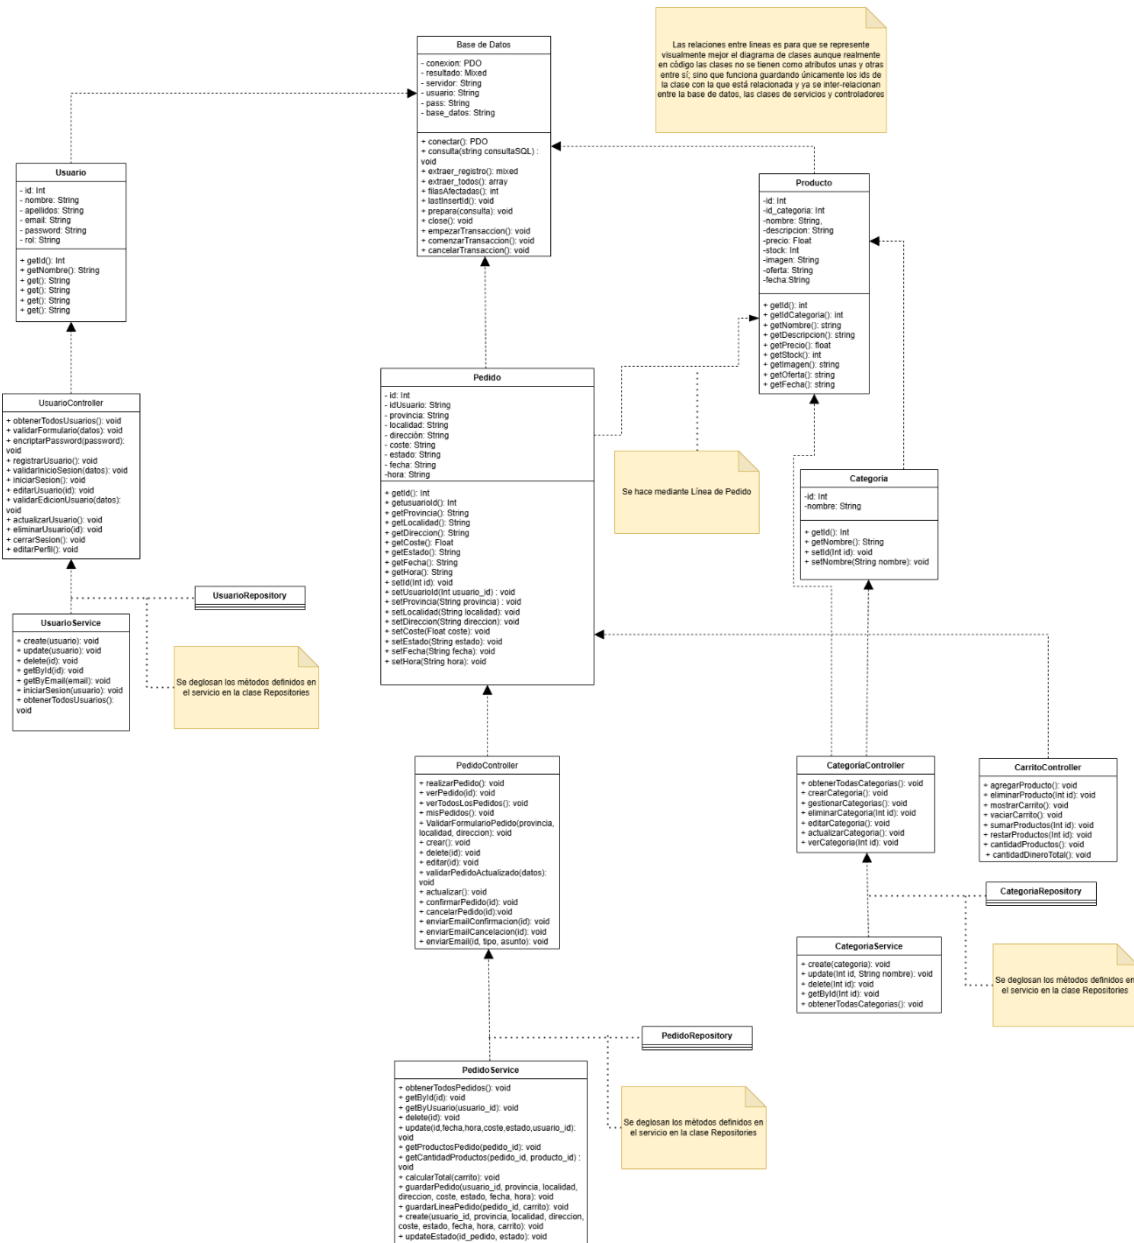 Base de Datos
- conexion: PDO
- resultado: Mixed
- servidor: String
- usuario: String
- pass: String
- base_datos: String
+ conectar(): PDO
+ consulta(string consultaSQL) :
void
+ extraer_registro(): mixed
+ extraer_todos(): array
+ filasAfectadas(): int
+ lastInsertId(): void
+ prepara(consulta): void
+ close(): void
+ empezarTransaccion(): void
+ comenzarTransaccion(): void
+ cancelarTransaccion(): void
Las relaciones entre lineas es para que se represente
visualmente mejor el diagrama de clases aunque realmente
en código las clases no se tienen como atributos unas y otras
entre sí; sino que funciona guardando únicamente los ids de
la clase con la que está relacionada y ya se inter-relacionan
entre la base de datos, las clases de servicios y controladores
Usuario
- id: Int
- nombre: String
- apellidos: String
- email: String
- password: String
- rol: String
+ getId(): Int
+ getNombre(): String
+ get(): String
+ get(): String
+ get(): String
+ get(): String
Producto
-id: Int
-id_categoria: Int
-nombre: String,
-descripcion: String
-precio: Float
-stock: Int
-imagen: String
-oferta: String
-fecha:String
+ getId(): int
+ getIdCategoria(): int
+ getNombre(): string
+ getDescripcion(): string
+ getPrecio(): float
+ getStock(): int
+ getImagen(): string
+ getOferta(): string
+ getFecha(): string
Pedido
- id: Int
- idUsuario: String
- provincia: String
- localidad: String
- dirección: String
- coste: String
- estado: String
- fecha: String
-hora: String
+ getId(): Int
+ getusuarioId(): Int
+ getProvincia(): String
+ getLocalidad(): String
+ getDireccion(): String
+ getCoste(): Float
+ getEstado(): String
+ getFecha(): String
+ getHora(): String
+ setId(Int id): void
+ setUsuarioId(Int usuario_id) : void
+ setProvincia(String provincia) : void
+ setLocalidad(String localidad): void
+ setDireccion(String direccion): void
+ setCoste(Float coste): void
+ setEstado(String estado): void
+ setFecha(String fecha): void
+ setHora(String hora): void
Se hace mediante Línea de Pedido
Categoría
-id: Int
-nombre: String
+ getId(): Int
+ getNombre(): String
+ setId(Int id): void
+ setNombre(String nombre): void
UsuarioController
+ obtenerTodosUsuarios(): void
+ validarFormulario(datos): void
+ encriptarPassword(password):
void
+ registrarUsuario(): void
+ validarInicioSesion(datos): void
+ iniciarSesion(): void
+ editarUsuario(id): void
+ validarEdicionUsuario(datos):
void
+ actualizarUsuario(): void
+ eliminarUsuario(id): void
+ cerrarSesion(): void
+ editarPerfil(): void
UsuarioRepository
UsuarioService
+ create(usuario): void
+ update(usuario): void
+ delete(id): void
+ getById(id): void
+ getByEmail(email): void
+ iniciarSesion(usuario): void
+ obtenerTodosUsuarios():
void
Se deglosan los métodos definidos en
el servicio en la clase Repositories
PedidoController
+ realizarPedido(): void
+ verPedido(id): void
+ verTodosLosPedidos(): void
+ misPedidos(): void
+ ValidarFormularioPedido(provincia,
localidad, direccion): void
+ crear(): void
+ delete(id): void
+ editar(id): void
+ validarPedidoActualizado(datos):
void
+ actualizar(): void
+ confirmarPedido(id): void
+ cancelarPedido(id):void
+ enviarEmailConfirmacion(id): void
+ enviarEmailCancelacion(id): void
+ enviarEmail(id, tipo, asunto): void
CategoríaController
+ obtenerTodasCategorias(): void
+ crearCategoria(): void
+ gestionarCategorias(): void
+ eliminarCategoria(Int id): void
+ editarCategoria(): void
+ actualizarCategoria(): void
+ verCategoria(Int id): void
CarritoController
+ agregarProducto(): void
+ eliminarProducto(Int id): void
+ mostrarCarrito(): void
+ vaciarCarrito(): void
+ sumarProductos(Int id): void
+ restarProductos(Int id): void
+ cantidadProductos(): void
+ cantidadDineroTotal(): void
CategoríaRepository
CategoríaService
+ create(categoria): void
+ update(Int id, String nombre): void
+ delete(Int id): void
+ getById(Int id): void
+ obtenerTodasCategorias(): void
Se deglosan los métodos definidos en
el servicio en la clase Repositories
PedidoRepository
PedidoService
+ obtenerTodosPedidos(): void
+ getById(id): void
+ getByUsuario(usuario_id): void
+ delete(id): void
+ update(id,fecha,hora,coste,estado,usuario_id):
void
+ getProductosPedido(pedido_id): void
+ getCantidadProductos(pedido_id, producto_id) :
void
+ calcularTotal(carrito): void
+ guardarPedido(usuario_id, provincia, localidad,
direccion, coste, estado, fecha, hora): void
+ guardarLineaPedido(pedido_id, carrito): void
+ create(usuario_id, provincia, localidad, direccion,
coste, estado, fecha, hora, carrito): void
+ updateEstado(id_pedido, estado): void
Se deglosan los métodos definidos en
el servicio en la clase Repositories